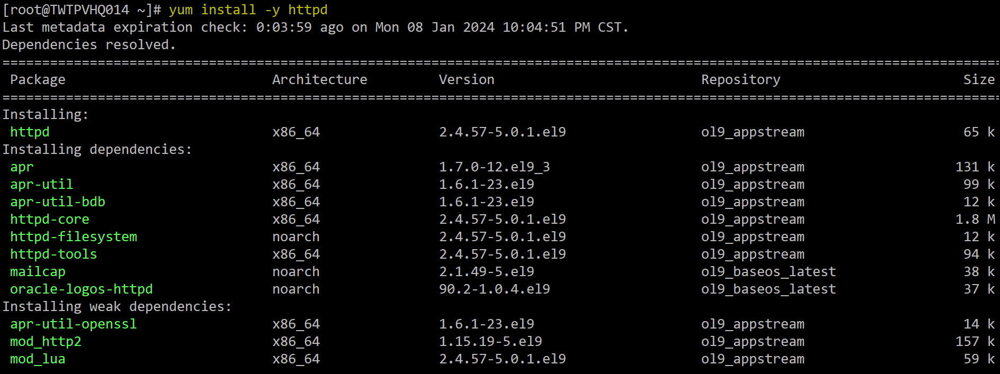 [root@TWTPVHQ014 ~]# yum install -y httpd
Last metadata expiration check: 0:03:59 ago on Mon 08 Jan 2024 10:04:51 PM CST.
Dependencies resolved.
================================================================================================================================
Package Architecture Version Repository Size
================================================================================================================================
Installing:
httpd x86_64 2.4.57-5.0.1.el9 ol9_appstream 65 k
Installing dependencies:
apr x86_64 1.7.0-12.el9_3 ol9_appstream 131 k
apr-util x86_64 1.6.1-23.el9 ol9_appstream 99 k
apr-util-bdb x86_64 1.6.1-23.el9 ol9_appstream 12 k
httpd-core x86_64 2.4.57-5.0.1.el9 ol9_appstream 1.8 M
httpd-filesystem noarch 2.4.57-5.0.1.el9 ol9_appstream 12 k
httpd-tools x86_64 2.4.57-5.0.1.el9 ol9_appstream 94 k
mailcap noarch 2.1.49-5.el9 ol9_baseos_latest 38 k
oracle-logos-httpd noarch 90.2-1.0.4.el9 ol9_baseos_latest 37 k
Installing weak dependencies:
apr-util-openssl x86_64 1.6.1-23.el9 ol9_appstream 14 k
mod_http2 x86_64 1.15.19-5.el9 ol9_appstream 157 k
mod_lua x86_64 2.4.57-5.0.1.el9 ol9_appstream 59 k